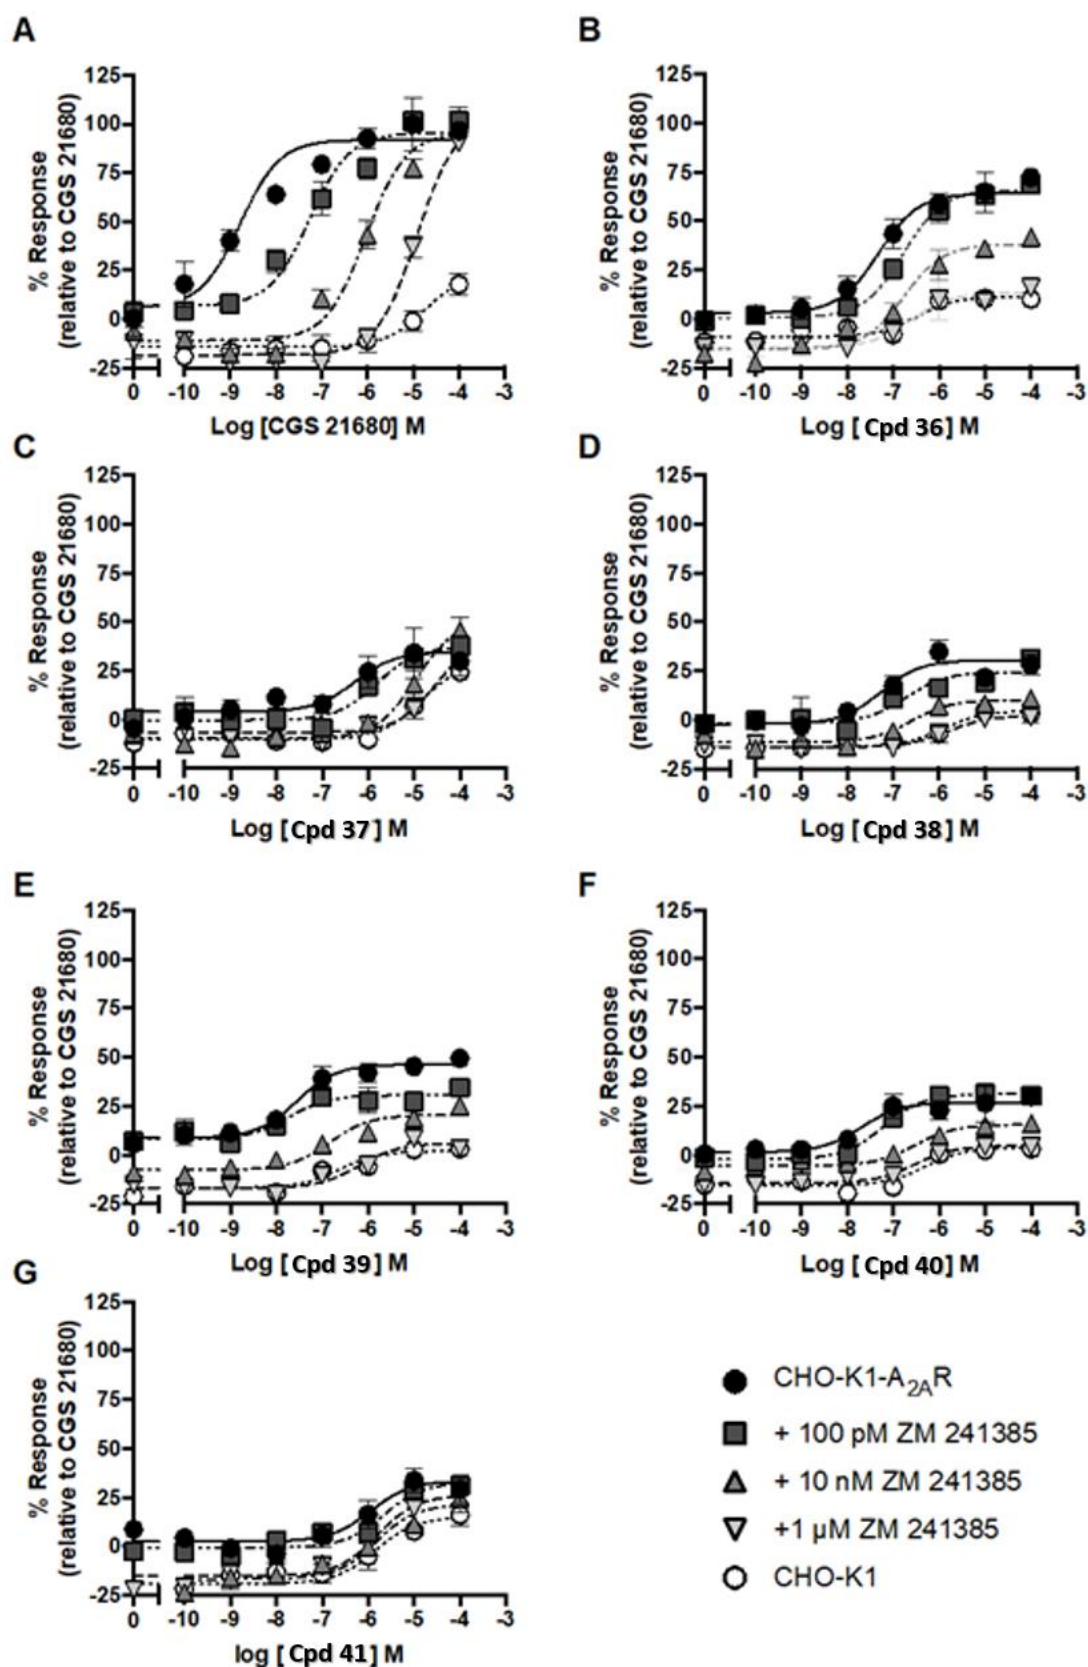 A
% Response
(relative to CGS 21680)
125
100
75
50
25
0
-25
0 -10 -9 -8 -7 -6 -5 -4 -3
Log [CGS 21680] M
B
% Response
(relative to CGS 21680)
125
100
75
50
25
0
-25
0 -10 -9 -8 -7 -6 -5 -4 -3
Log [Cpd 36] M
C
% Response
(relative to CGS 21680)
125
100
75
50
25
0
-25
0 -10 -9 -8 -7 -6 -5 -4 -3
Log [Cpd 37] M
D
% Response
(relative to CGS 21680)
125
100
75
50
25
0
-25
0 -10 -9 -8 -7 -6 -5 -4 -3
Log [Cpd 38] M
E
% Response
(relative to CGS 21680)
125
100
75
50
25
0
-25
0 -10 -9 -8 -7 -6 -5 -4 -3
Log [Cpd 39] M
F
% Response
(relative to CGS 21680)
125
100
75
50
25
0
-25
0 -10 -9 -8 -7 -6 -5 -4 -3
Log [Cpd 40] M
G
% Response
(relative to CGS 21680)
125
100
75
50
25
0
-25
0 -10 -9 -8 -7 -6 -5 -4 -3
log [Cpd 41] M
CHO-K1-A2AR
+ 100 pM ZM 241385
+ 10 nM ZM 241385
+1 µM ZM 241385
CHO-K1